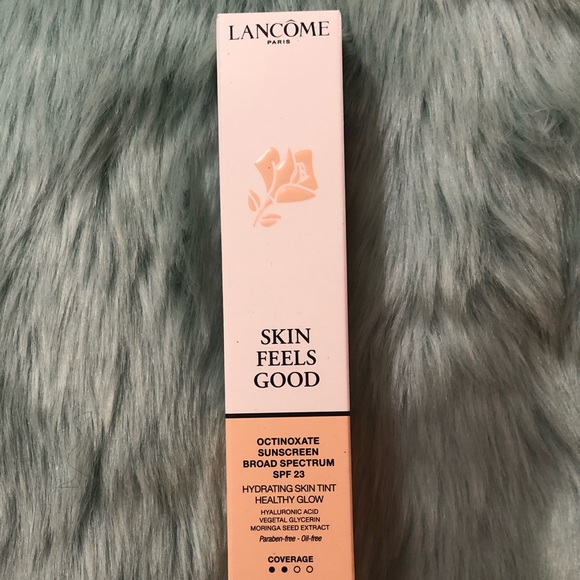 LANCÔME
PARIS
SKIN
FEELS
GOOD
OCTINOXATE
SUNSCREEN
BROAD SPECTRUM
SPF 23
HYDRATING SKIN TINT
HEALTHY GLOW
HYALURONIC ACID
VEGETAL GLYCERIN
MORINGA SEED EXTRACT
Paraben-free - Oil-free
COVERAGE